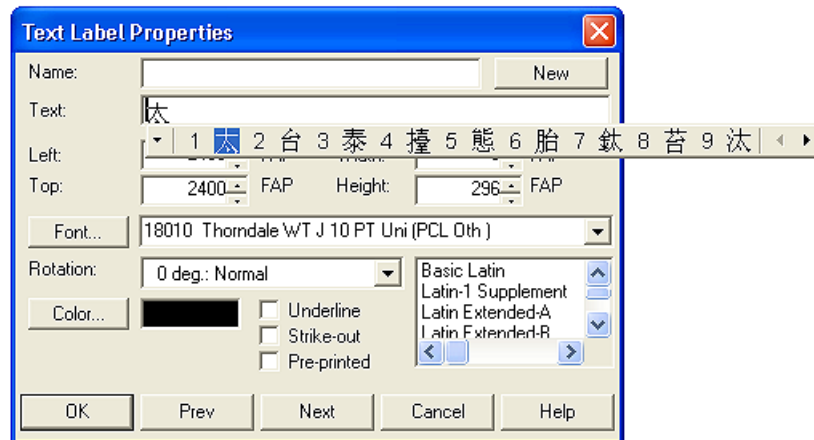 Text Label Properties
Name: New
Text: 太
1 太 2 台 3 泰 4 擡 5 態 6 胎 7 鈦 8 苔 9 汰
Left:
Top: 2400 FAP Height: 296 FAP
Font... 18010 Thorndale WT J 10 PT Uni (PCL Oth )
Rotation: 0 deg.: Normal
Basic Latin
Latin-1 Supplement
Latin Extended-A
Latin Extended-B
Color...
Underline
Strike-out
Pre-printed
OK Prev Next Cancel Help